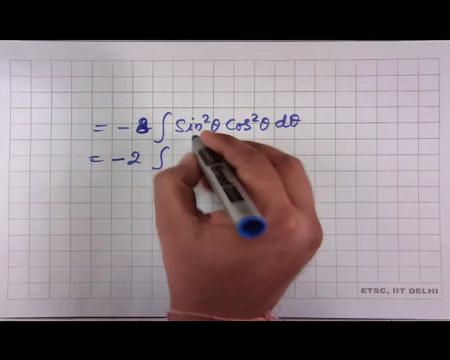 = -8 ∫ Sin²θ Cos²θ dθ
= -2 ∫
ETSC, IIT DELHI